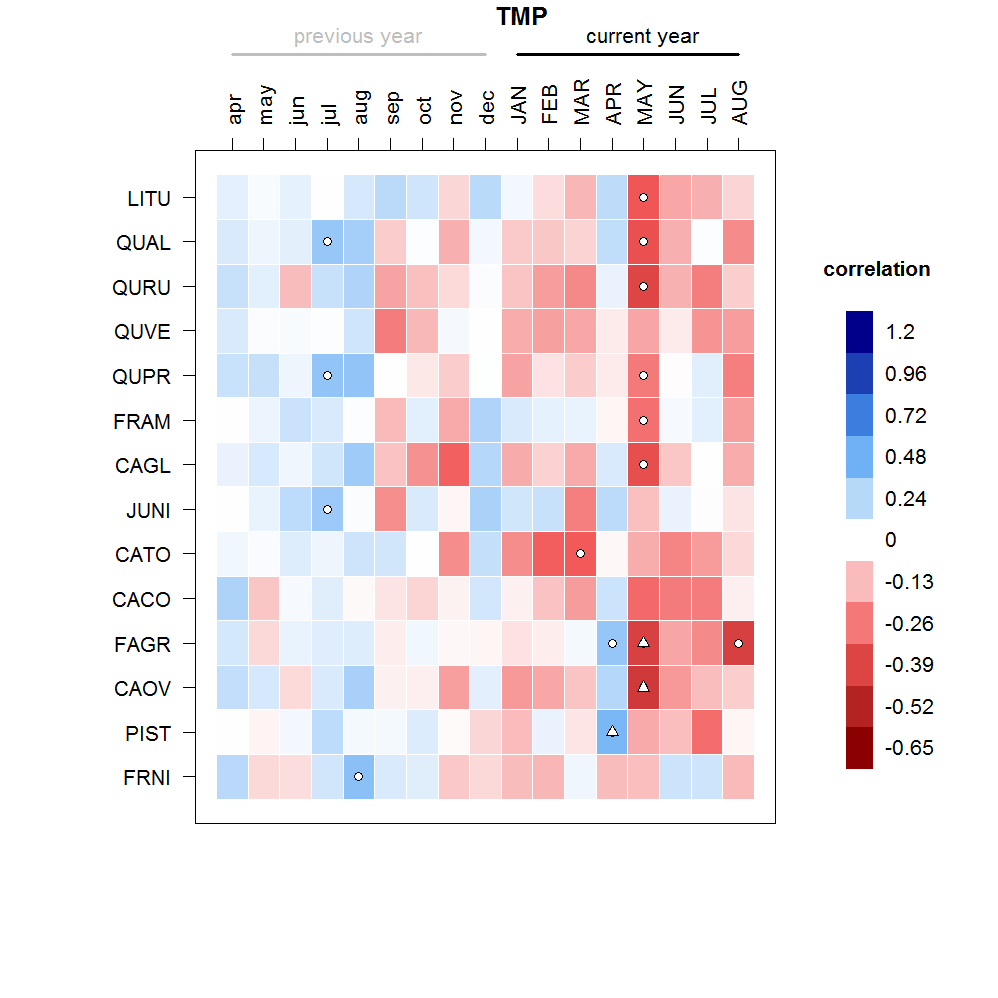 TMP
previous year
current year
apr
may
jun
jul
aug
sep
oct
nov
dec
JAN
FEB
MAR
APR
MAY
JUN
JUL
AUG
LITU
QUAL
QURU
QUVE
QUPR
FRAM
CAGL
JUNI
CATO
CACO
FAGR
CAOV
PIST
FRNI
correlation
1.2
0.96
0.72
0.48
0.24
0
-0.13
-0.26
-0.39
-0.52
-0.65